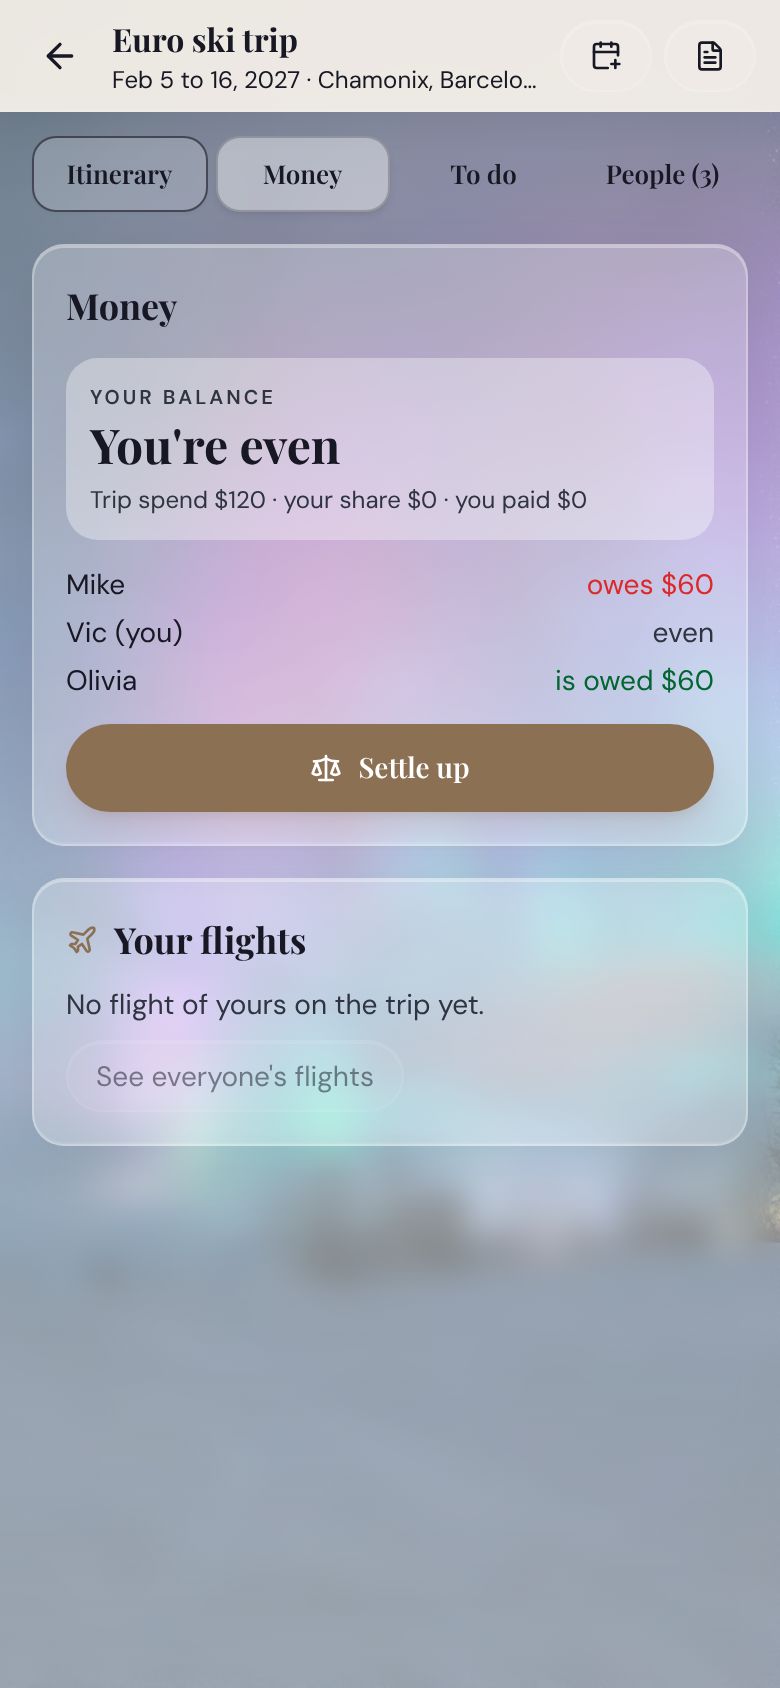 Euro ski trip
Feb 5 to 16, 2027 · Chamonix, Barcelo...
Itinerary Money To do People (3)
Money
YOUR BALANCE
You're even
Trip spend $120 · your share $0 · you paid $0
Mike owes $60
Vic (you) even
Olivia is owed $60
Settle up
Your flights
No flight of yours on the trip yet.
See everyone's flights